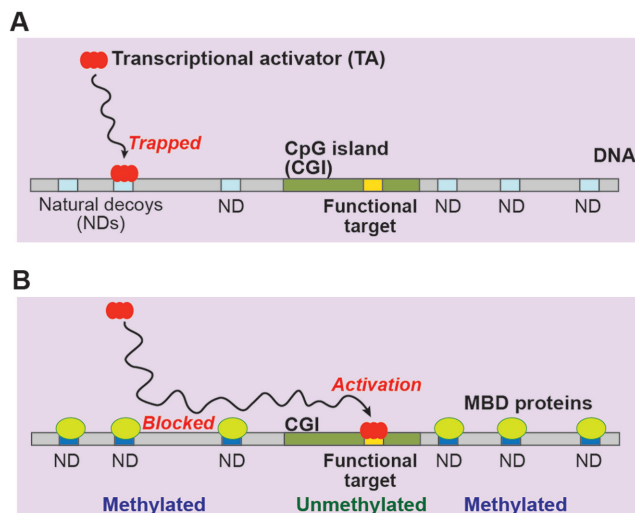 A
Transcriptional activator (TA)
Trapped
CpG island
(CGI)
DNA
Natural decoys
(NDs)
ND
Functional
target
ND
ND
ND
B
Activation
Blocked
CGI
MBD proteins
ND
ND
ND
Functional
target
ND
ND
ND
Methylated
Unmethylated
Methylated